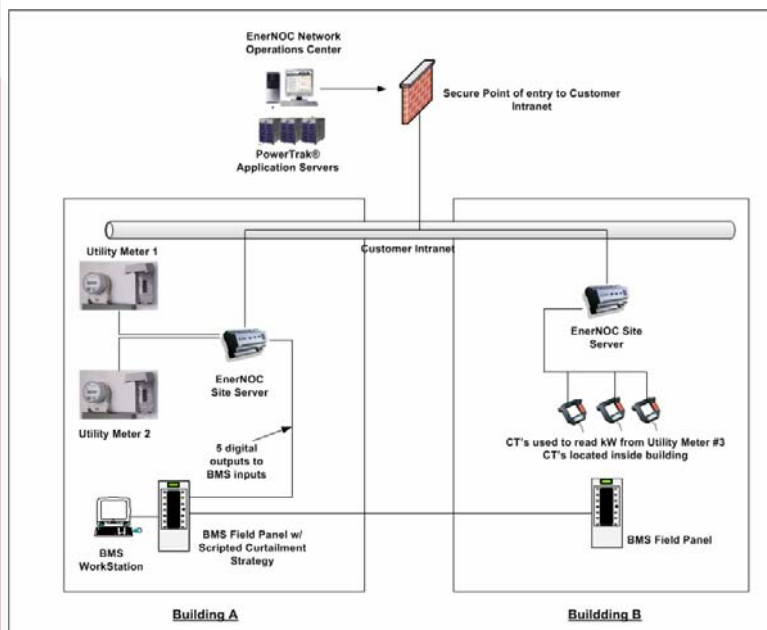 EnerNOC Network
Operations Center
PowerTrak®
Application Servers
Secure Point of entry to Customer
Intranet
Customer Intranet
Utility Meter 1
EnerNOC
Site Server
Utility Meter 2
5 digital
outputs to
BMS inputs
BMS
WorkStation
BMS Field Panel w/
Scripted Curtailment
Strategy
EnerNOC Site
Server
CT's used to read kW from Utility Meter #3
CT's located inside building
BMS Field Panel
Building A
Buildding B